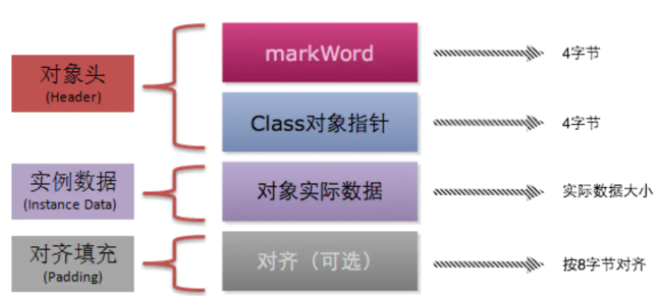 对象头
(Header)
markWord
4字节
Class对象指针
4字节
实例数据
(Instance Data)
对象实际数据
实际数据大小
对齐填充
(Padding)
对齐（可选）
按8字节对齐